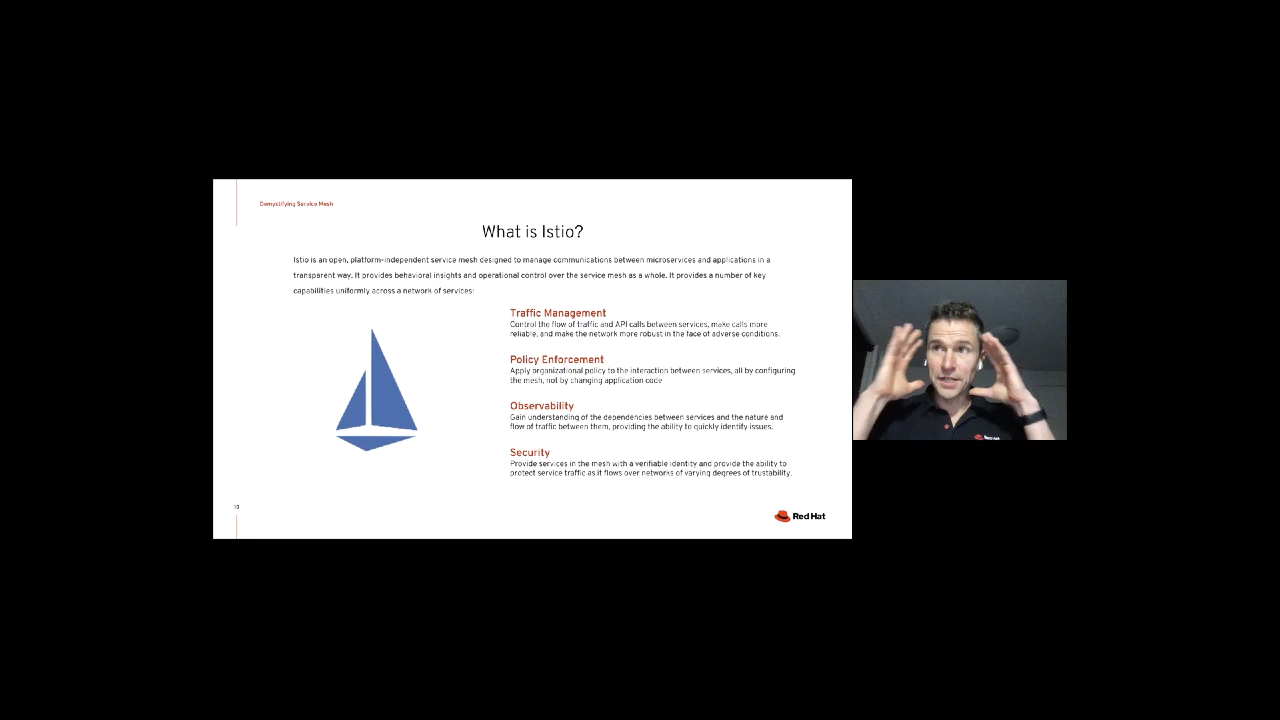 Demystifying Service Mesh
What is Istio?
Istio is an open, platform-independent service mesh designed to manage communications between microservices and applications in a
transparent way. It provides behavioral insights and operational control over the service mesh as a whole. It provides a number of key
capabilities uniformly across a network of services:
Traffic Management
Control the flow of traffic and API calls between services, make calls more
reliable, and make the network more robust in the face of adverse conditions.
Policy Enforcement
Apply organizational policy to the interaction between services, all by configuring
the mesh, not by changing application code
Observability
Gain understanding of the dependencies between services and the nature and
flow of traffic between them, providing the ability to quickly identify issues.
Security
Provide services in the mesh with a verifiable identity and provide the ability to
protect service traffic as it flows over networks of varying degrees of trustability.
Red Hat